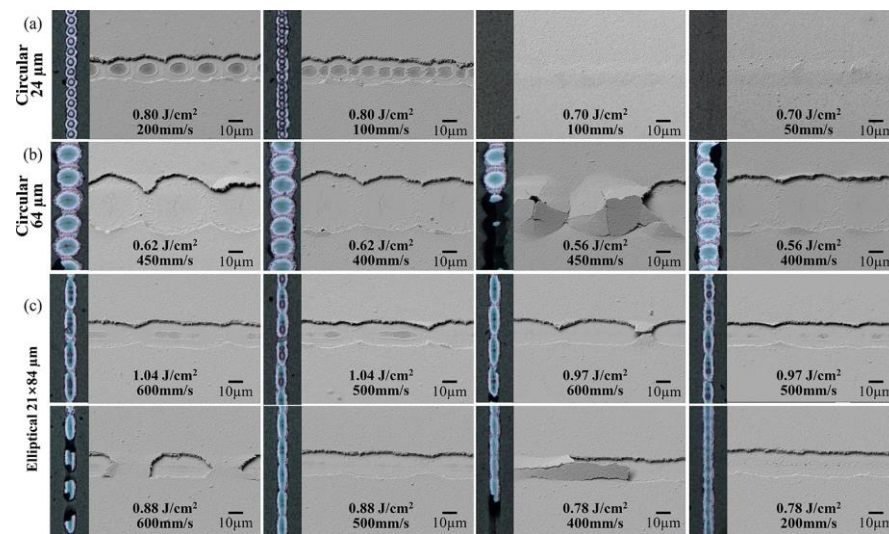 (a)
Circular
24 µm
0.80 J/cm²
200mm/s
10µm
0.80 J/cm²
100mm/s
10µm
0.70 J/cm²
100mm/s
10µm
0.70 J/cm²
50mm/s
10µm
(b)
Circular
64 µm
0.62 J/cm²
450mm/s
10µm
0.62 J/cm²
400mm/s
10µm
0.56 J/cm²
450mm/s
10µm
0.56 J/cm²
400mm/s
10µm
(c)
Elliptical 21×84 µm
1.04 J/cm²
600mm/s
10µm
1.04 J/cm²
500mm/s
10µm
0.97 J/cm²
600mm/s
10µm
0.97 J/cm²
500mm/s
10µm
0.88 J/cm²
600mm/s
10µm
0.88 J/cm²
500mm/s
10µm
0.78 J/cm²
400mm/s
10µm
0.78 J/cm²
200mm/s
10µm